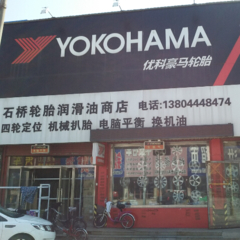 YOKOHAMA
优科豪马轮胎
石桥轮胎润滑油商店 电话:13804448474
四轮定位 机械扒胎 电脑平衡 换机油